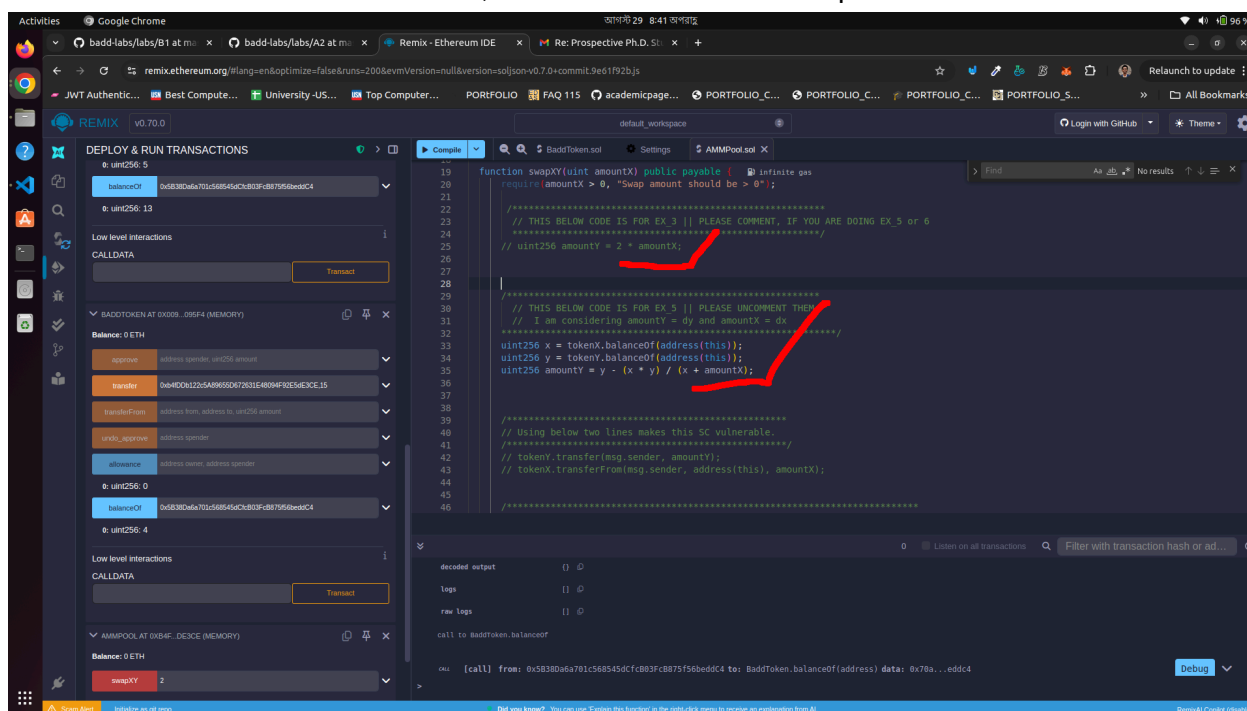 Activities
Google Chrome
আগস্ট 29 8:41 অপরাহ্ণ
96 %
badd-labs/labs/B1 at ma
badd-labs/labs/A2 at ma
Remix - Ethereum IDE
Re: Prospective Ph.D. St
remix.ethereum.org/#lang=en&optimize=false&runs=200&evmVersion=null&version=soljson-v0.7.0+commit.9e61f92b.js
Relaunch to update
JWT Authentic...
Best Compute...
University -US...
Top Computer...
PORtFOLIO
FAQ 115
academicpage...
PORTFOLIO_C...
PORTFOLIO_C...
PORTFOLIO_C...
PORTFOLIO_S...
»
All Bookmarks
REMIX v0.70.0
default_workspace
Login with GitHub
Theme
DEPLOY & RUN TRANSACTIONS
0: uint256: 5
balanceOf 0x5B38Da6a701c568545dCfcB03FcB875f56beddC4
0: uint256: 13
Low level interactions
CALLDATA
Transact
BADDTOKEN AT 0X009...095F4 (MEMORY)
Balance: 0 ETH
approve address spender, uint256 amount
transfer 0xb4fDDb122c5A89655D672631E48094F92E5dE3CE,15
transferFrom address from, address to, uint256 amount
undo_approve address spender
allowance address owner, address spender
0: uint256: 0
balanceOf 0x5B38Da6a701c568545dCfcB03FcB875f56beddC4
0: uint256: 4
Low level interactions
CALLDATA
Transact
AMMPOOL AT 0XB4F...DE3CE (MEMORY)
Balance: 0 ETH
swapXY 2
Scam Alert
Initialize as git repo
Compile
BaddToken.sol
Settings
AMMPool.sol
Find
Aa ab .*
No results
19 function swapXY(uint amountX) public payable { infinite gas
20 require(amountX > 0, "Swap amount should be > 0");
21
22 /********************************************************
23 // THIS BELOW CODE IS FOR EX_3 || PLEASE COMMENT, IF YOU ARE DOING EX_5 or 6
24 *******************************************************/
25 // uint256 amountY = 2 * amountX;
26
27
28
29 /*******************************************************
30 // THIS BELOW CODE IS FOR EX_5 || PLEASE UNCOMMENT THEM
31 // I am considering amountY = dy and amountX = dx
32 ************************************************************/
33 uint256 x = tokenX.balanceOf(address(this));
34 uint256 y = tokenY.balanceOf(address(this));
35 uint256 amountY = y - (x * y) / (x + amountX);
36
37
38
39 /**************************************************
40 // Using below two lines makes this SC vulnerable.
41 /**************************************************/
42 // tokenY.transfer(msg.sender, amountY);
43 // tokenX.transferFrom(msg.sender, address(this), amountX);
44
45
46 /**************************************************************************
0
Listen on all transactions
Filter with transaction hash or ad...
decoded output {}
logs []
raw logs []
call to BaddToken.balanceOf
CALL [call] from: 0x5B38Da6a701c568545dCfcB03FcB875f56beddC4 to: BaddToken.balanceOf(address) data: 0x70a...eddc4
Debug
>
Did you know? You can use 'Explain this function' in the right-click menu to receive an explanation from AI